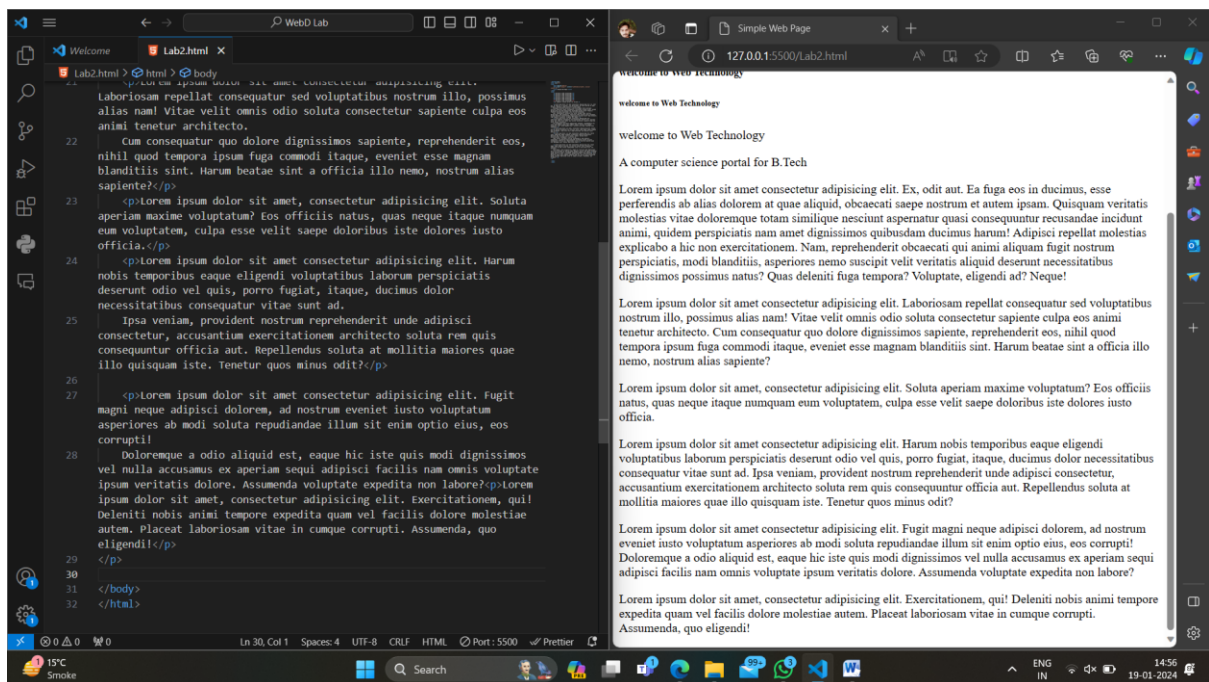 WebD Lab
Welcome
Lab2.html
Lab2.html > html > body
21 <p>Lorem ipsum dolor sit amet consectetur adipisicing elit.
Laboriosam repellat consequatur sed voluptatibus nostrum illo, possimus
alias nam! Vitae velit omnis odio soluta consectetur sapiente culpa eos
animi tenetur architecto.
22 Cum consequatur quo dolore dignissimos sapiente, reprehenderit eos,
nihil quod tempora ipsum fuga commodi itaque, eveniet esse magnam
blanditiis sint. Harum beatae sint a officia illo nemo, nostrum alias
sapiente?</p>
23 <p>Lorem ipsum dolor sit amet, consectetur adipisicing elit. Soluta
aperiam maxime voluptatum? Eos officiis natus, quas neque itaque numquam
eum voluptatem, culpa esse velit saepe doloribus iste dolores iusto
officia.</p>
24 <p>Lorem ipsum dolor sit amet consectetur adipisicing elit. Harum
nobis temporibus eaque eligendi voluptatibus laborum perspiciatis
deserunt odio vel quis, porro fugiat, itaque, ducimus dolor
necessitatibus consequatur vitae sunt ad.
25 Ipsa veniam, provident nostrum reprehenderit unde adipisci
consectetur, accusantium exercitationem architecto soluta rem quis
consequuntur officia aut. Repellendus soluta at mollitia maiores quae
illo quisquam iste. Tenetur quos minus odit?</p>
26
27 <p>Lorem ipsum dolor sit amet consectetur adipisicing elit. Fugit
magni neque adipisci dolorem, ad nostrum eveniet iusto voluptatum
asperiores ab modi soluta repudiandae illum sit enim optio eius, eos
corrupti!
28 Doloremque a odio aliquid est, eaque hic iste quis modi dignissimos
vel nulla accusamus ex aperiam sequi adipisci facilis nam omnis voluptate
ipsum veritatis dolore. Assumenda voluptate expedita non labore?<p>Lorem
ipsum dolor sit amet, consectetur adipisicing elit. Exercitationem, qui!
Deleniti nobis animi tempore expedita quam vel facilis dolore molestiae
autem. Placeat laboriosam vitae in cumque corrupti. Assumenda, quo
eligendi!</p>
29 </p>
30
31 </body>
32 </html>
0 0 0 Ln 30, Col 1 Spaces: 4 UTF-8 CRLF HTML Port : 5500 Prettier
Simple Web Page
127.0.0.1:5500/Lab2.html
welcome to Web Technology
welcome to Web Technology
welcome to Web Technology
A computer science portal for B.Tech
Lorem ipsum dolor sit amet consectetur adipisicing elit. Ex, odit aut. Ea fuga eos in ducimus, esse
perferendis ab alias dolorem at quae aliquid, obcaecati saepe nostrum et autem ipsam. Quisquam veritatis
molestias vitae doloremque totam similique nesciunt aspernatur quasi consequuntur recusandae incidunt
animi, quidem perspiciatis nam amet dignissimos quibusdam ducimus harum! Adipisci repellat molestias
explicabo a hic non exercitationem. Nam, reprehenderit obcaecati qui animi aliquam fugit nostrum
perspiciatis, modi blanditiis, asperiores nemo suscipit velit veritatis aliquid deserunt necessitatibus
dignissimos possimus natus? Quas deleniti fuga tempora? Voluptate, eligendi ad? Neque!
Lorem ipsum dolor sit amet consectetur adipisicing elit. Laboriosam repellat consequatur sed voluptatibus
nostrum illo, possimus alias nam! Vitae velit omnis odio soluta consectetur sapiente culpa eos animi
tenetur architecto. Cum consequatur quo dolore dignissimos sapiente, reprehenderit eos, nihil quod
tempora ipsum fuga commodi itaque, eveniet esse magnam blanditiis sint. Harum beatae sint a officia illo
nemo, nostrum alias sapiente?
Lorem ipsum dolor sit amet, consectetur adipisicing elit. Soluta aperiam maxime voluptatum? Eos officiis
natus, quas neque itaque numquam eum voluptatem, culpa esse velit saepe doloribus iste dolores iusto
officia.
Lorem ipsum dolor sit amet consectetur adipisicing elit. Harum nobis temporibus eaque eligendi
voluptatibus laborum perspiciatis deserunt odio vel quis, porro fugiat, itaque, ducimus dolor necessitatibus
consequatur vitae sunt ad. Ipsa veniam, provident nostrum reprehenderit unde adipisci consectetur,
accusantium exercitationem architecto soluta rem quis consequuntur officia aut. Repellendus soluta at
mollitia maiores quae illo quisquam iste. Tenetur quos minus odit?
Lorem ipsum dolor sit amet consectetur adipisicing elit. Fugit magni neque adipisci dolorem, ad nostrum
eveniet iusto voluptatum asperiores ab modi soluta repudiandae illum sit enim optio eius, eos corrupti!
Doloremque a odio aliquid est, eaque hic iste quis modi dignissimos vel nulla accusamus ex aperiam sequi
adipisci facilis nam omnis voluptate ipsum veritatis dolore. Assumenda voluptate expedita non labore?
Lorem ipsum dolor sit amet, consectetur adipisicing elit. Exercitationem, qui! Deleniti nobis animi tempore
expedita quam vel facilis dolore molestiae autem. Placeat laboriosam vitae in cumque corrupti.
Assumenda, quo eligendi!
15°C
Smoke
Search
99+
3
ENG
IN
14:56
19-01-2024